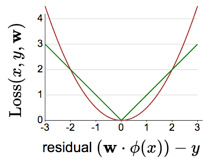 Loss(x, y, w)
4
3
2
1
0
-3 -2 -1 0 1 2 3
residual (w · φ(x)) − y